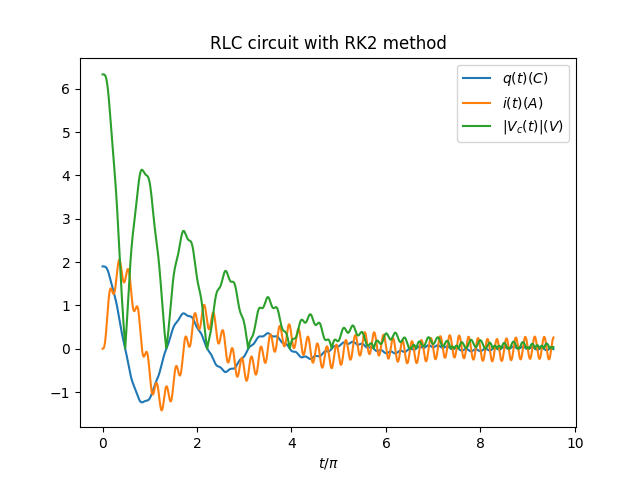 RLC circuit with RK2 method
q(t)(C)
i(t)(A)
|V_c(t)|(V)
6
5
4
3
2
1
0
−1
0
2
4
6
8
10
t/π